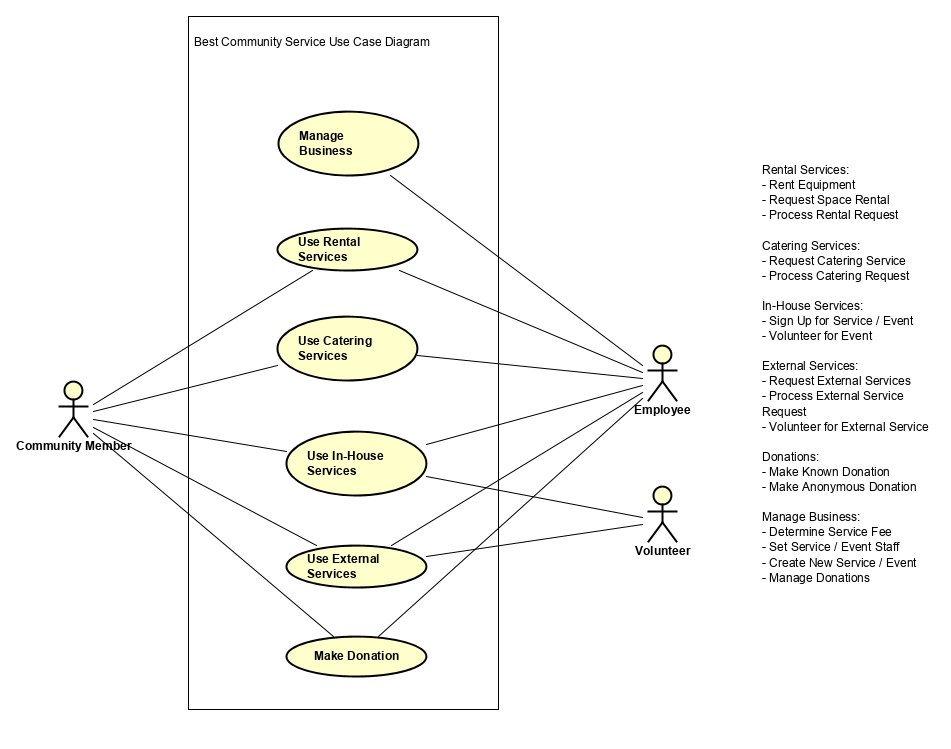 Best Community Service Use Case Diagram
Manage
Business
Use Rental
Services
Use Catering
Services
Use In-House
Services
Use External
Services
Make Donation
Community Member
Employee
Volunteer
Rental Services:
- Rent Equipment
- Request Space Rental
- Process Rental Request
Catering Services:
- Request Catering Service
- Process Catering Request
In-House Services:
- Sign Up for Service / Event
- Volunteer for Event
External Services:
- Request External Services
- Process External Service
Request
- Volunteer for External Service
Donations:
- Make Known Donation
- Make Anonymous Donation
Manage Business:
- Determine Service Fee
- Set Service / Event Staff
- Create New Service / Event
- Manage Donations